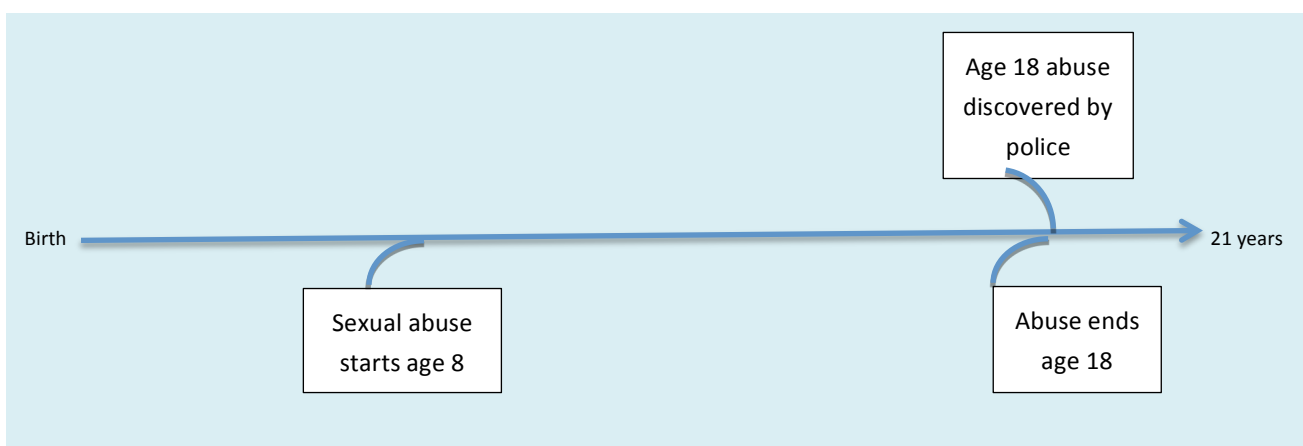 Age 18 abuse
discovered by
police
Birth
21 years
Sexual abuse
starts age 8
Abuse ends
age 18